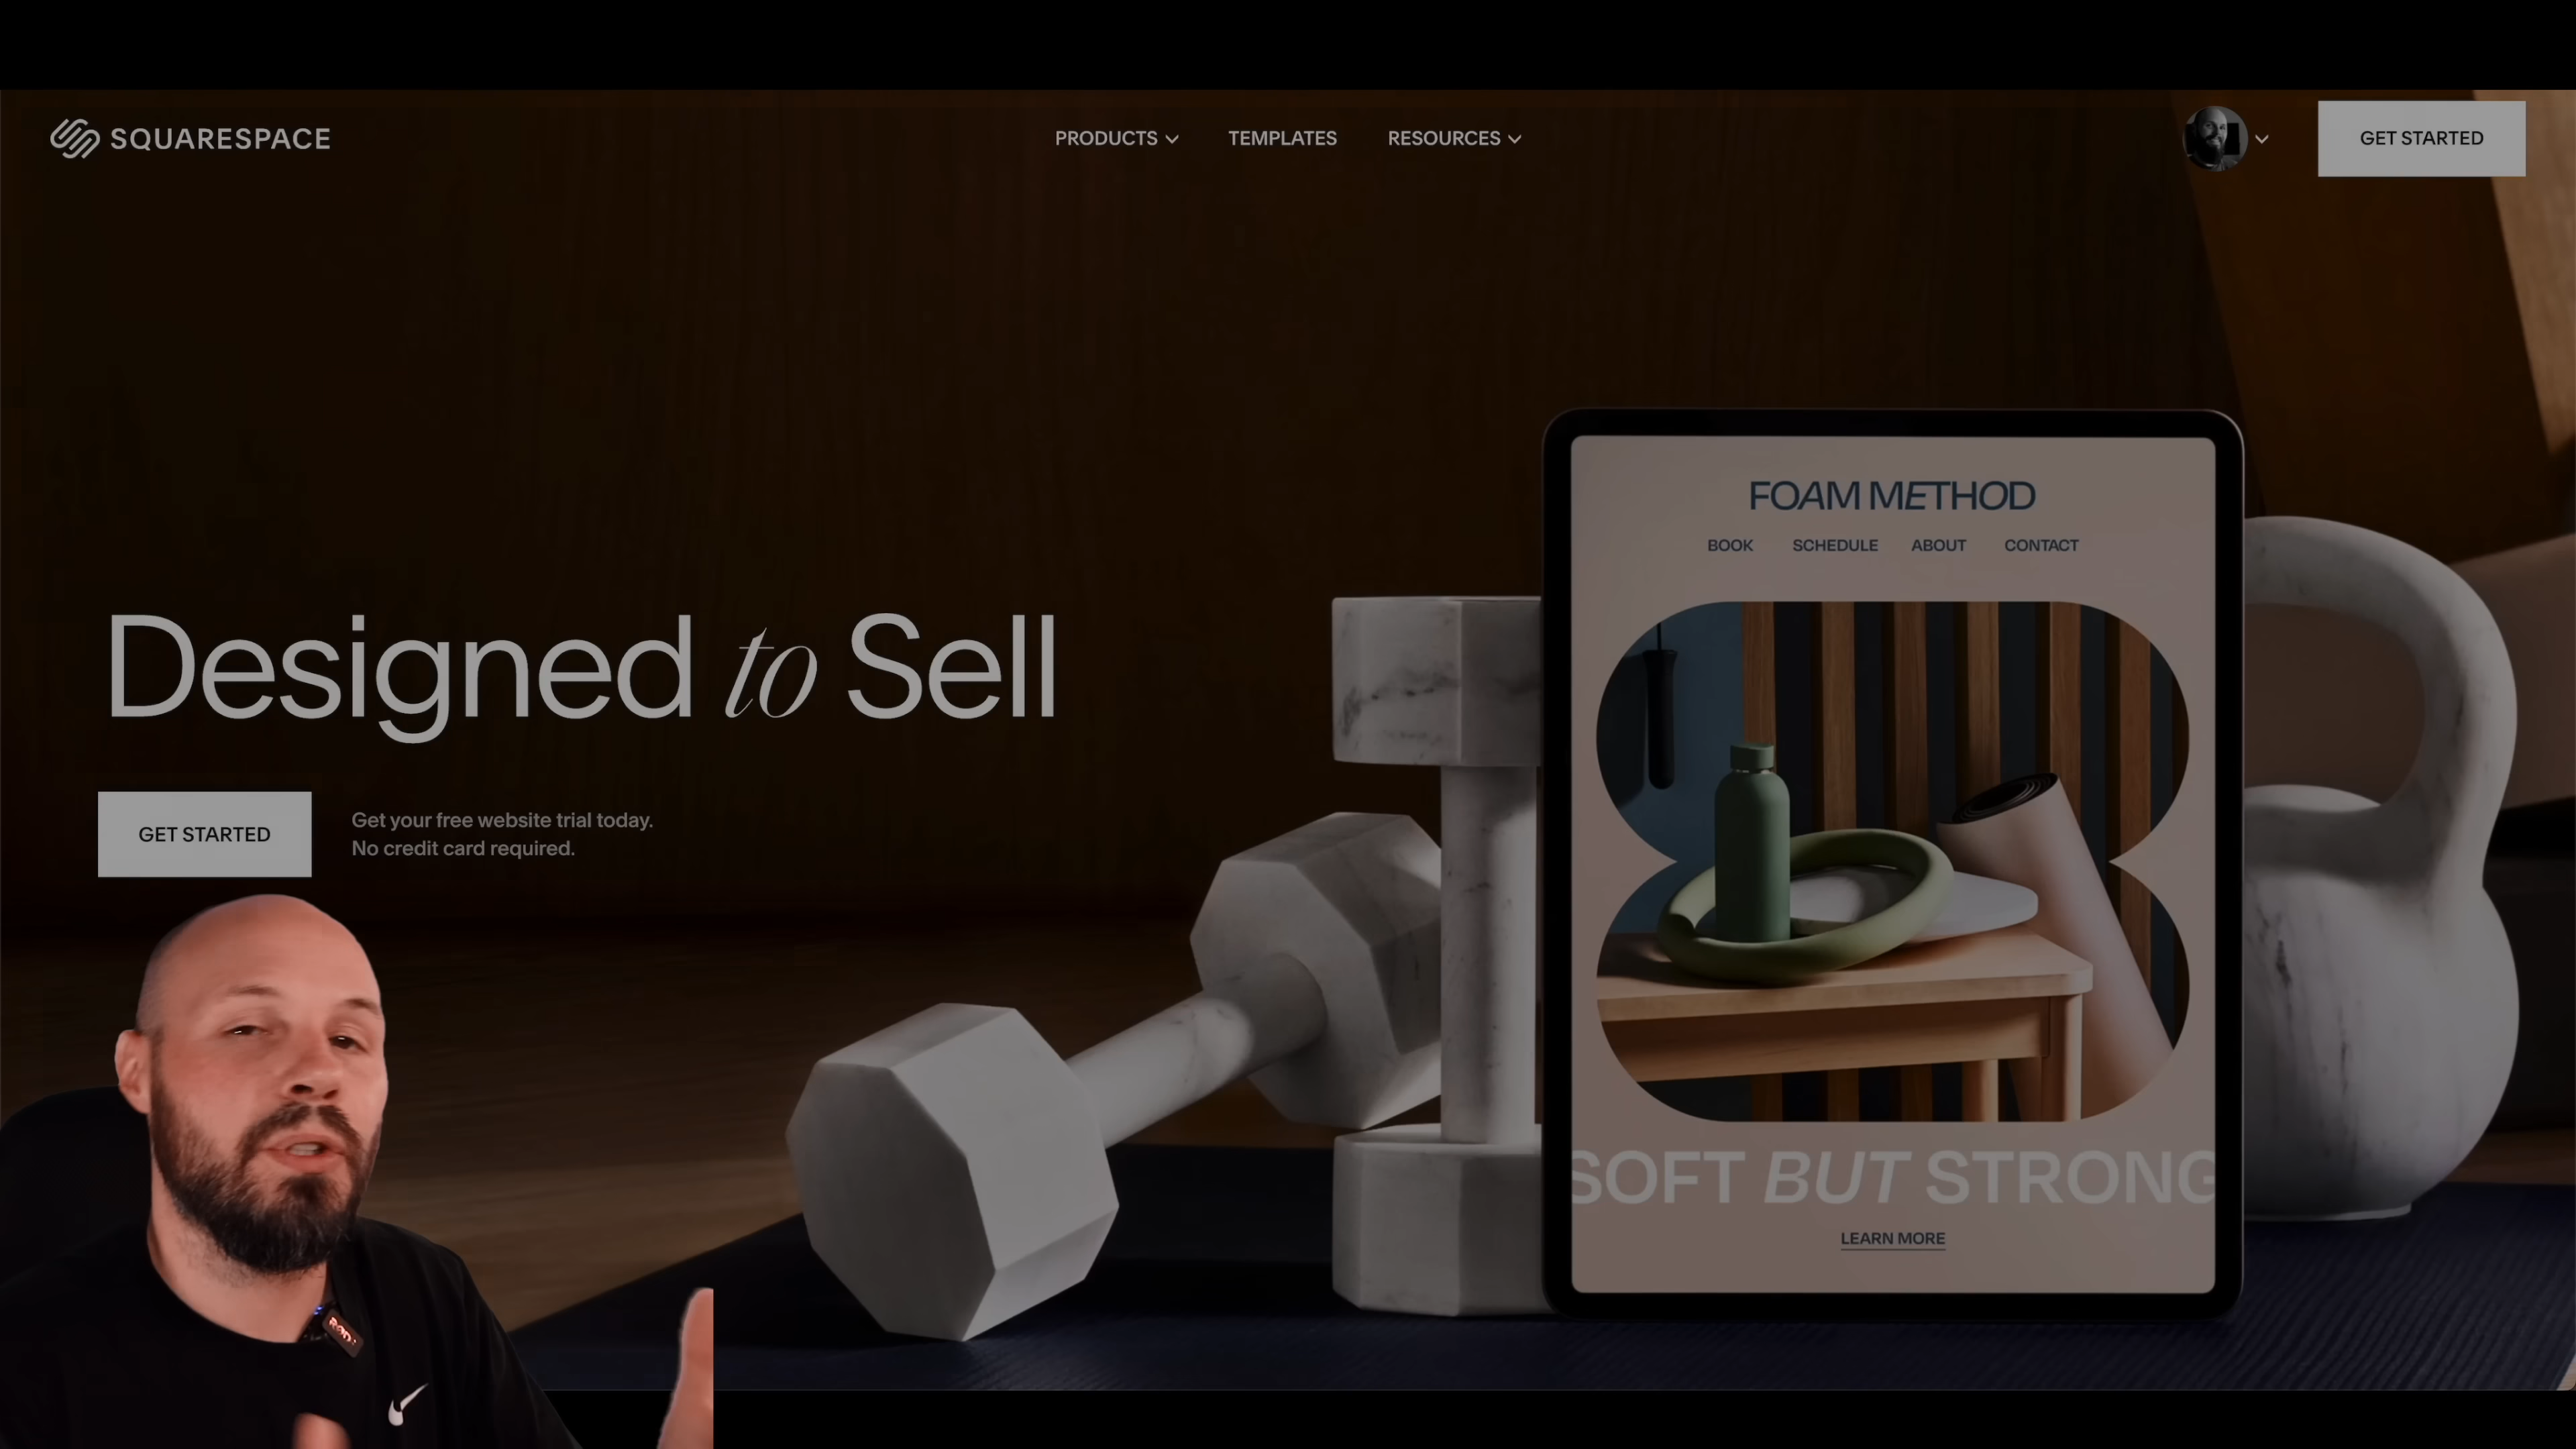 SQUARESPACE
PRODUCTS
TEMPLATES
RESOURCES
GET STARTED
Designed to Sell
GET STARTED
Get your free website trial today.
No credit card required.
FOAM METHOD
BOOK
SCHEDULE
ABOUT
CONTACT
SOFT BUT STRONG
LEARN MORE